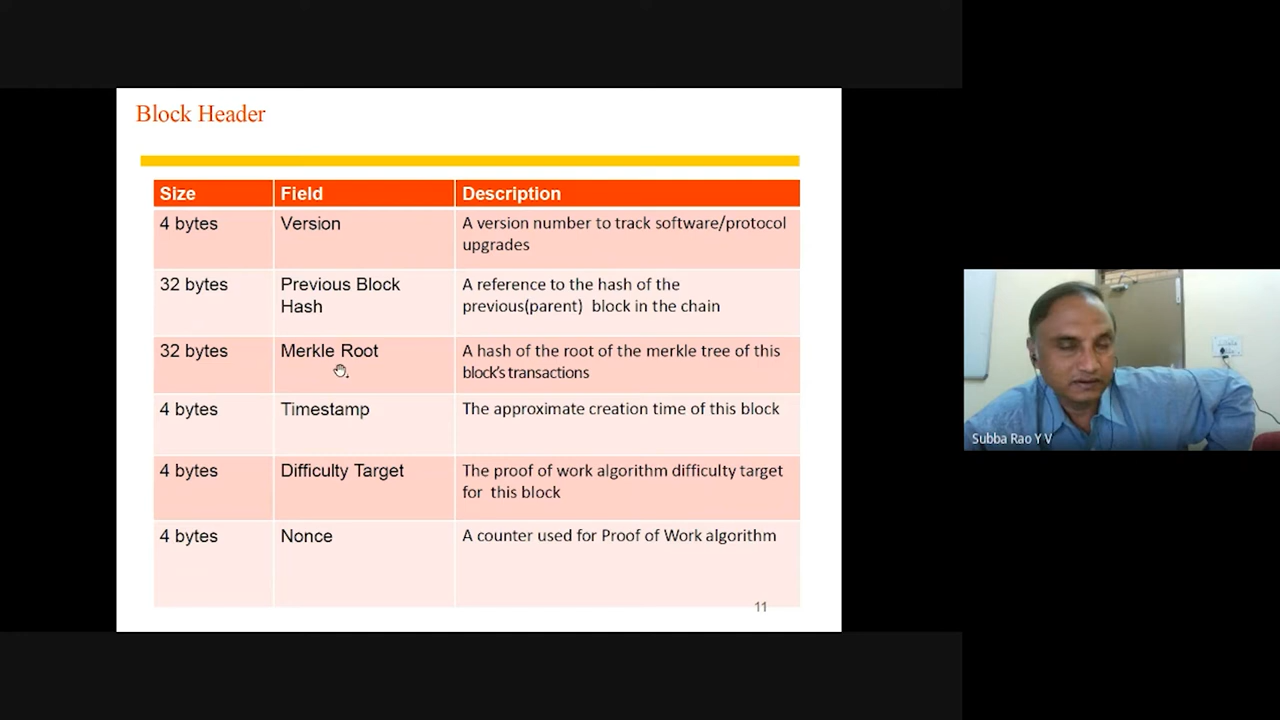 Block Header
Size Field Description
4 bytes Version A version number to track software/protocol
upgrades
32 bytes Previous Block A reference to the hash of the
Hash previous(parent)  block in the chain
32 bytes Merkle Root A hash of the root of the merkle tree of this
block's transactions
4 bytes Timestamp The approximate creation time of this block
4 bytes Difficulty Target The proof of work algorithm difficulty target
for  this block
4 bytes Nonce A counter used for Proof of Work algorithm
11
Subba Rao Y V